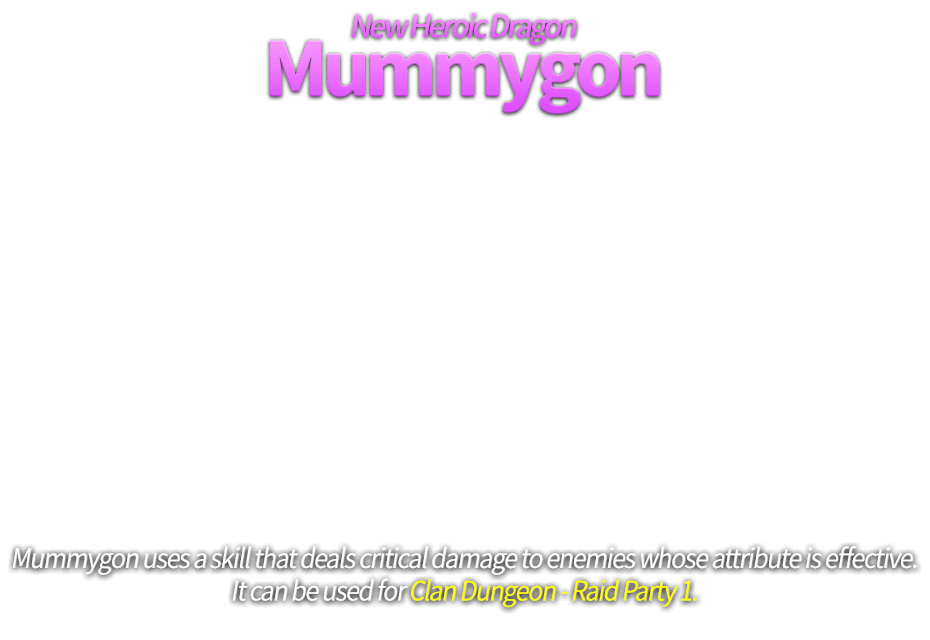 New Heroic Dragon
Mummygon
Mummygon uses a skill that deals critical damage to enemies whose attribute is effective.
It can be used for Clan Dungeon - Raid Party 1.